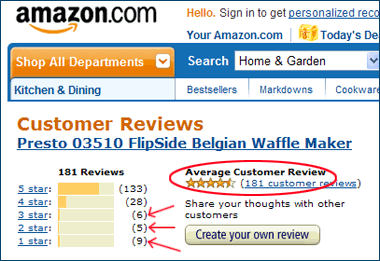 amazon.com
Hello. Sign in to get personalized reco
Your Amazon.com
Today's De
Shop All Departments
Search
Home & Garden
Kitchen & Dining
Bestsellers
Markdowns
Cookware
Customer Reviews
Presto 03510 FlipSide Belgian Waffle Maker
181 Reviews
5 star: (133)
4 star: (28)
3 star: (6)
2 star: (5)
1 star: (9)
Average Customer Review
(181 customer reviews)
Share your thoughts with other
customers
Create your own review